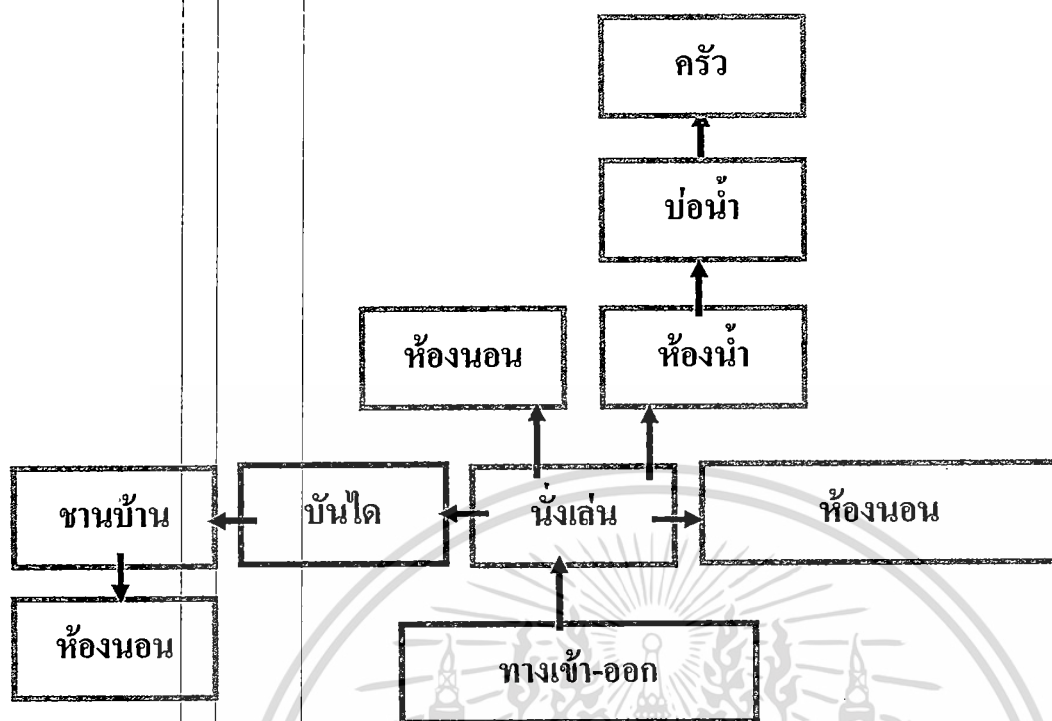 ครัว
บ่อน้ำ
ห้องนอน
ห้องน้ำ
ชานบ้าน
บันได
นั่งเล่น
ห้องนอน
ห้องนอน
ทางเข้า-ออก